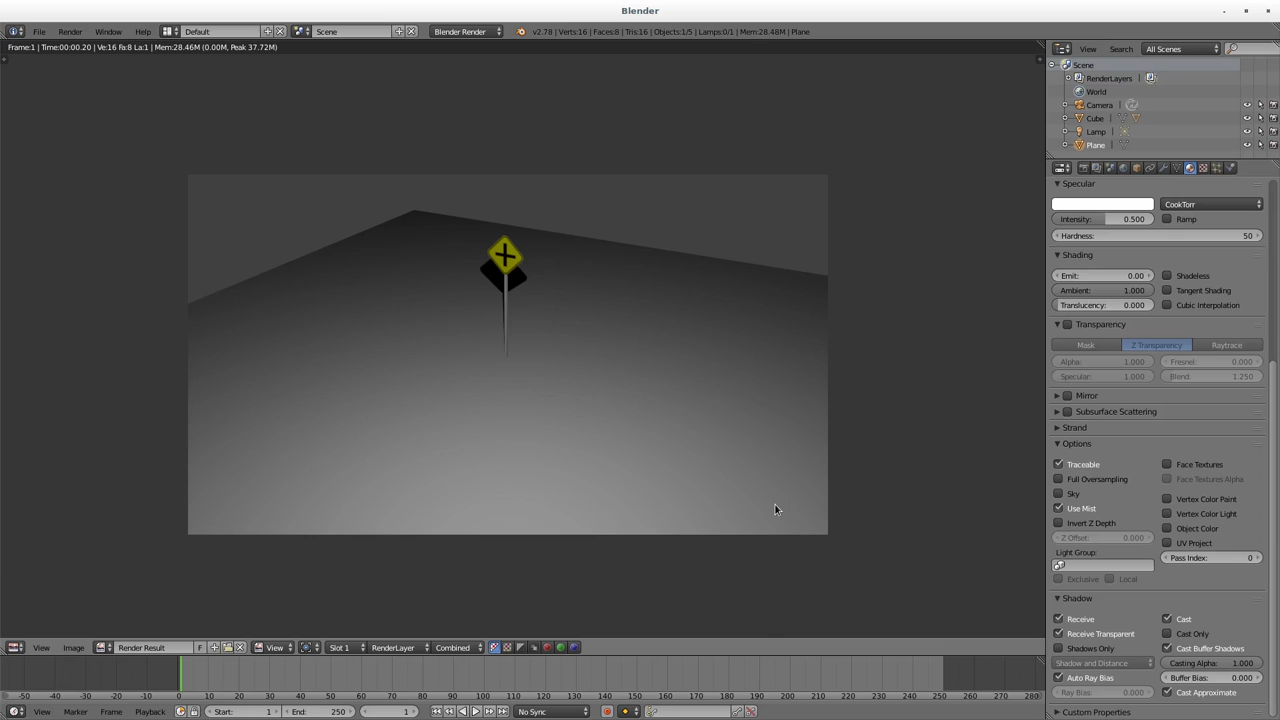 Blender
File Render Window Help Default Scene Blender Render v2.78 | Verts:16 | Faces:8 | Tris:16 | Objects:1/5 | Lamps:0/1 | Mem:28.48M | Plane
Frame:1 | Time:00:00.20 | Ve:16 Fa:8 La:1 | Mem:28.46M (0.00M, Peak 37.72M)
View Search All Scenes
Scene
RenderLayers |
World
Camera |
Cube |
Lamp |
Plane |
Specular
CookTorr
Intensity: 0.500 Ramp
Hardness: 50
Shading
Emit: 0.00 Shadeless
Ambient: 1.000 Tangent Shading
Translucency: 0.000 Cubic Interpolation
Transparency
Mask Z Transparency Raytrace
Alpha: 1.000 Fresnel: 0.000
Specular: 1.000 Blend: 1.250
Mirror
Subsurface Scattering
Strand
Options
Traceable Face Textures
Full Oversampling Face Textures Alpha
Sky Vertex Color Paint
Use Mist Vertex Color Light
Invert Z Depth Object Color
Z Offset: 0.000 UV Project
Light Group: Pass Index: 0
Exclusive Local
Shadow
Receive Cast
Receive Transparent Cast Only
Shadows Only Cast Buffer Shadows
Shadow and Distance Casting Alpha: 1.000
Auto Ray Bias Buffer Bias: 0.000
Ray Bias: 0.000 Cast Approximate
Custom Properties
View Image Render Result F View Slot 1 RenderLayer Combined
-50 -40 -30 -20 -10 0 10 20 30 40 50 60 70 80 90 100 110 120 130 140 150 160 170 180 190 200 210 220 230 240 250 260 270 280
View Marker Frame Playback Start: 1 End: 250 1 No Sync